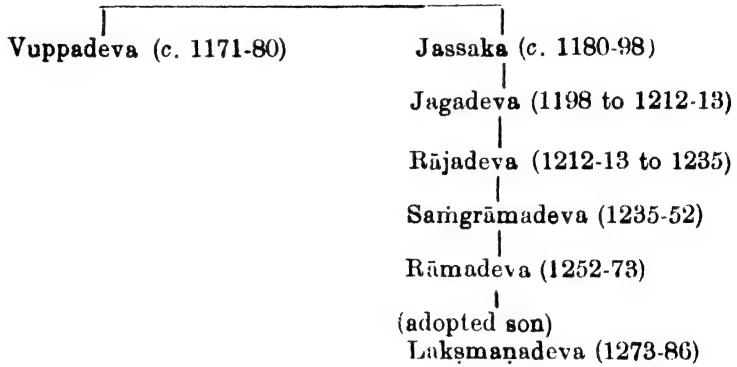 Vuppadeva (c. 1171-80) Jassaka (c. 1180-98)
Jagadeva (1198 to 1212-13)
Rājadeva (1212-13 to 1235)
Saṁgrāmadeva (1235-52)
Rāmadeva (1252-73)
(adopted son)
Lakṣmaṇadeva (1273-86)